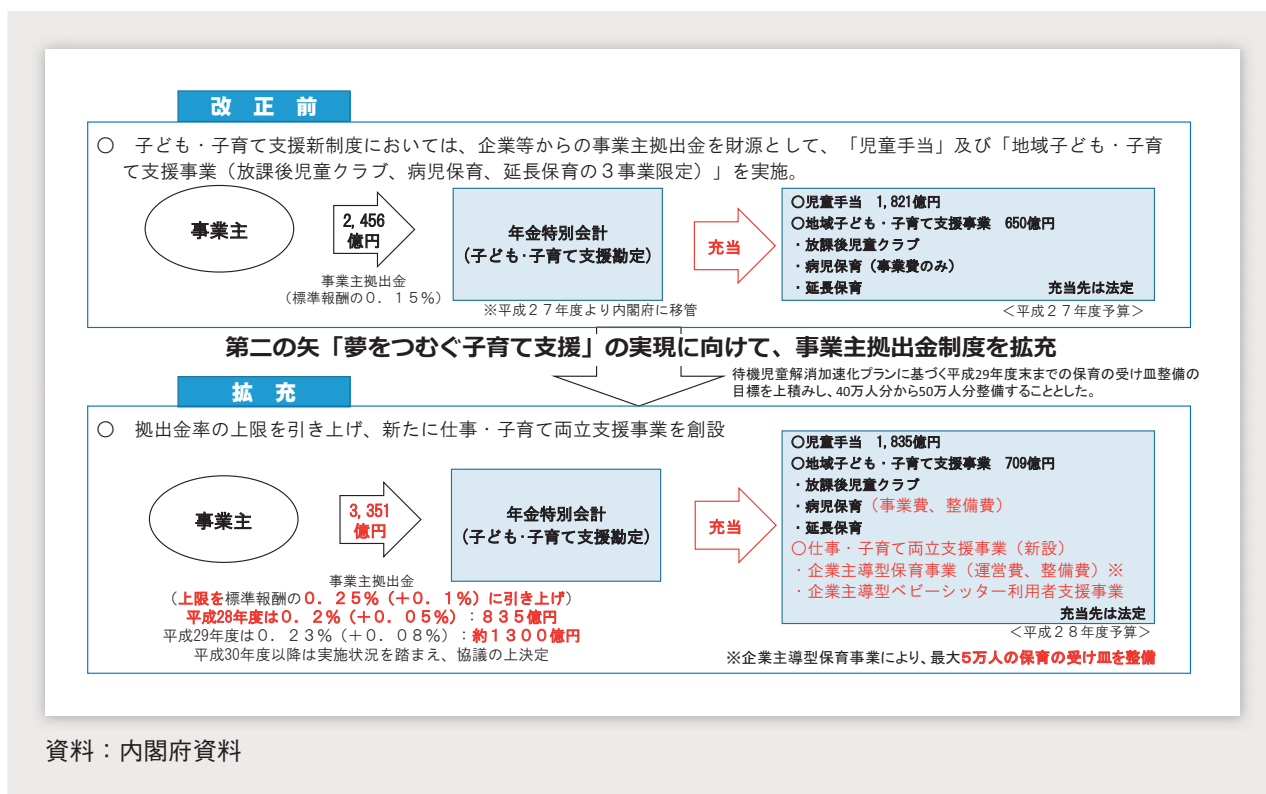 改 正 前
○ 子ども・子育て支援新制度においては、企業等からの事業主拠出金を財源として、「児童手当」及び「地域子ども・子育
て支援事業（放課後児童クラブ、病児保育、延長保育の３事業限定）」を実施。
事業主
2,456
億円
事業主拠出金
（標準報酬の０．１５％）
年金特別会計
（子ども・子育て支援勘定）
※平成２７年度より内閣府に移管
充当
○児童手当 1,821億円
○地域子ども・子育て支援事業 650億円
・放課後児童クラブ
・病児保育（事業費のみ）
・延長保育
充当先は法定
＜平成２７年度予算＞
第二の矢「夢をつむぐ子育て支援」の実現に向けて、事業主拠出金制度を拡充
待機児童解消加速化プランに基づく平成29年度末までの保育の受け皿整備の
目標を上積みし、40万人分から50万人分整備することとした。
拡 充
○ 拠出金率の上限を引き上げ、新たに仕事・子育て両立支援事業を創設
事業主
3,351
億円
事業主拠出金
（上限を標準報酬の０．２５％（＋０．１％）に引き上げ）
平成28年度は０．２％（＋０．０５％）：８３５億円
平成29年度は０．２３％（＋０．０８％）：約１３００億円
平成30年度以降は実施状況を踏まえ、協議の上決定
年金特別会計
（子ども・子育て支援勘定）
充当
○児童手当 1,835億円
○地域子ども・子育て支援事業 709億円
・放課後児童クラブ
・病児保育（事業費、整備費）
・延長保育
○仕事・子育て両立支援事業（新設）
・企業主導型保育事業（運営費、整備費）※
・企業主導型ベビーシッター利用者支援事業
充当先は法定
＜平成２８年度予算＞
※企業主導型保育事業により、最大５万人の保育の受け皿を整備
資料：内閣府資料